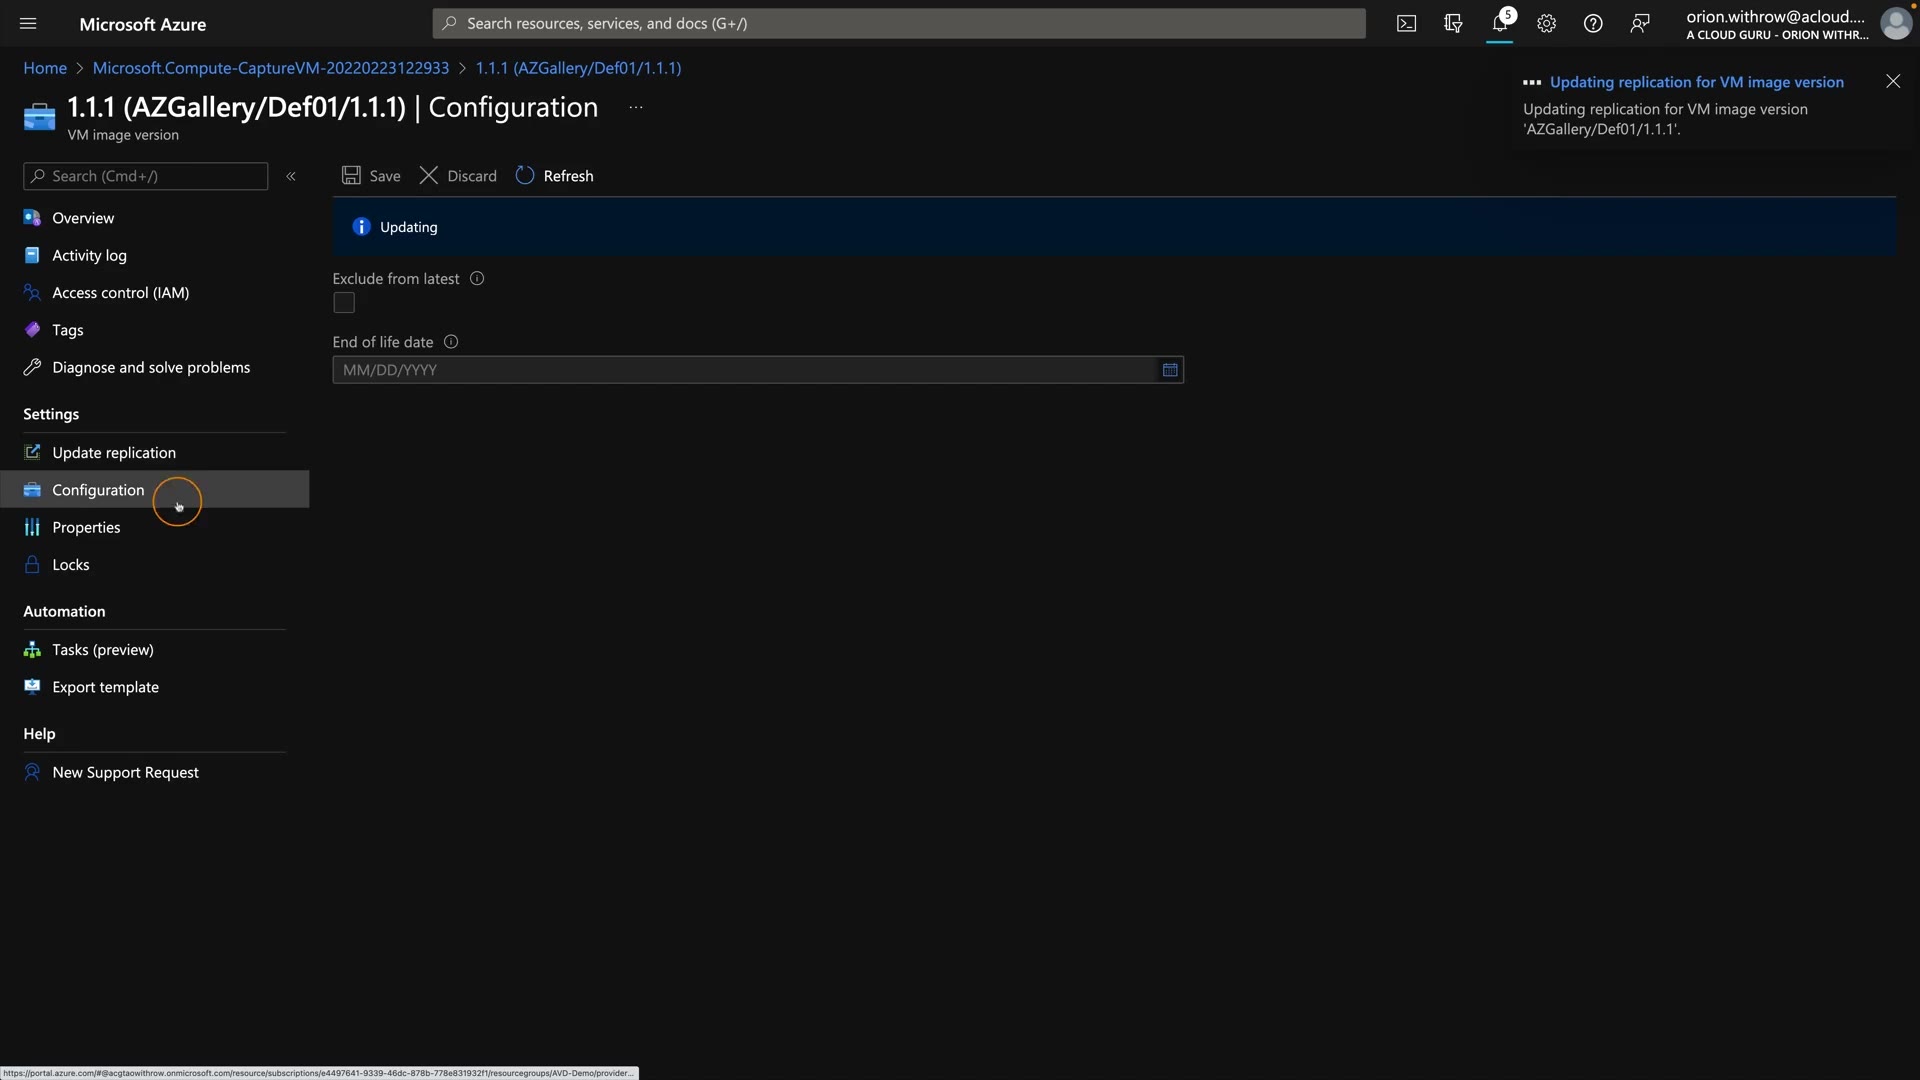 Microsoft Azure
Search resources, services, and docs (G+/)
5
orion.withrow@acloud....
A CLOUD GURU - ORION WITHR...
Home > Microsoft.Compute-CaptureVM-20220223122933 > 1.1.1 (AZGallery/Def01/1.1.1)
Updating replication for VM image version
Updating replication for VM image version
'AZGallery/Def01/1.1.1'.
1.1.1 (AZGallery/Def01/1.1.1) | Configuration ...
VM image version
Search (Cmd+/)
«
Save
Discard
Refresh
Updating
Exclude from latest
End of life date
MM/DD/YYYY
Overview
Activity log
Access control (IAM)
Tags
Diagnose and solve problems
Settings
Update replication
Configuration
Properties
Locks
Automation
Tasks (preview)
Export template
Help
New Support Request
https://portal.azure.com/#@acgtaowithrow.onmicrosoft.com/resource/subscriptions/e4497641-9339-46dc-878b-778e831932f1/resourcegroups/AVD-Demo/provider...